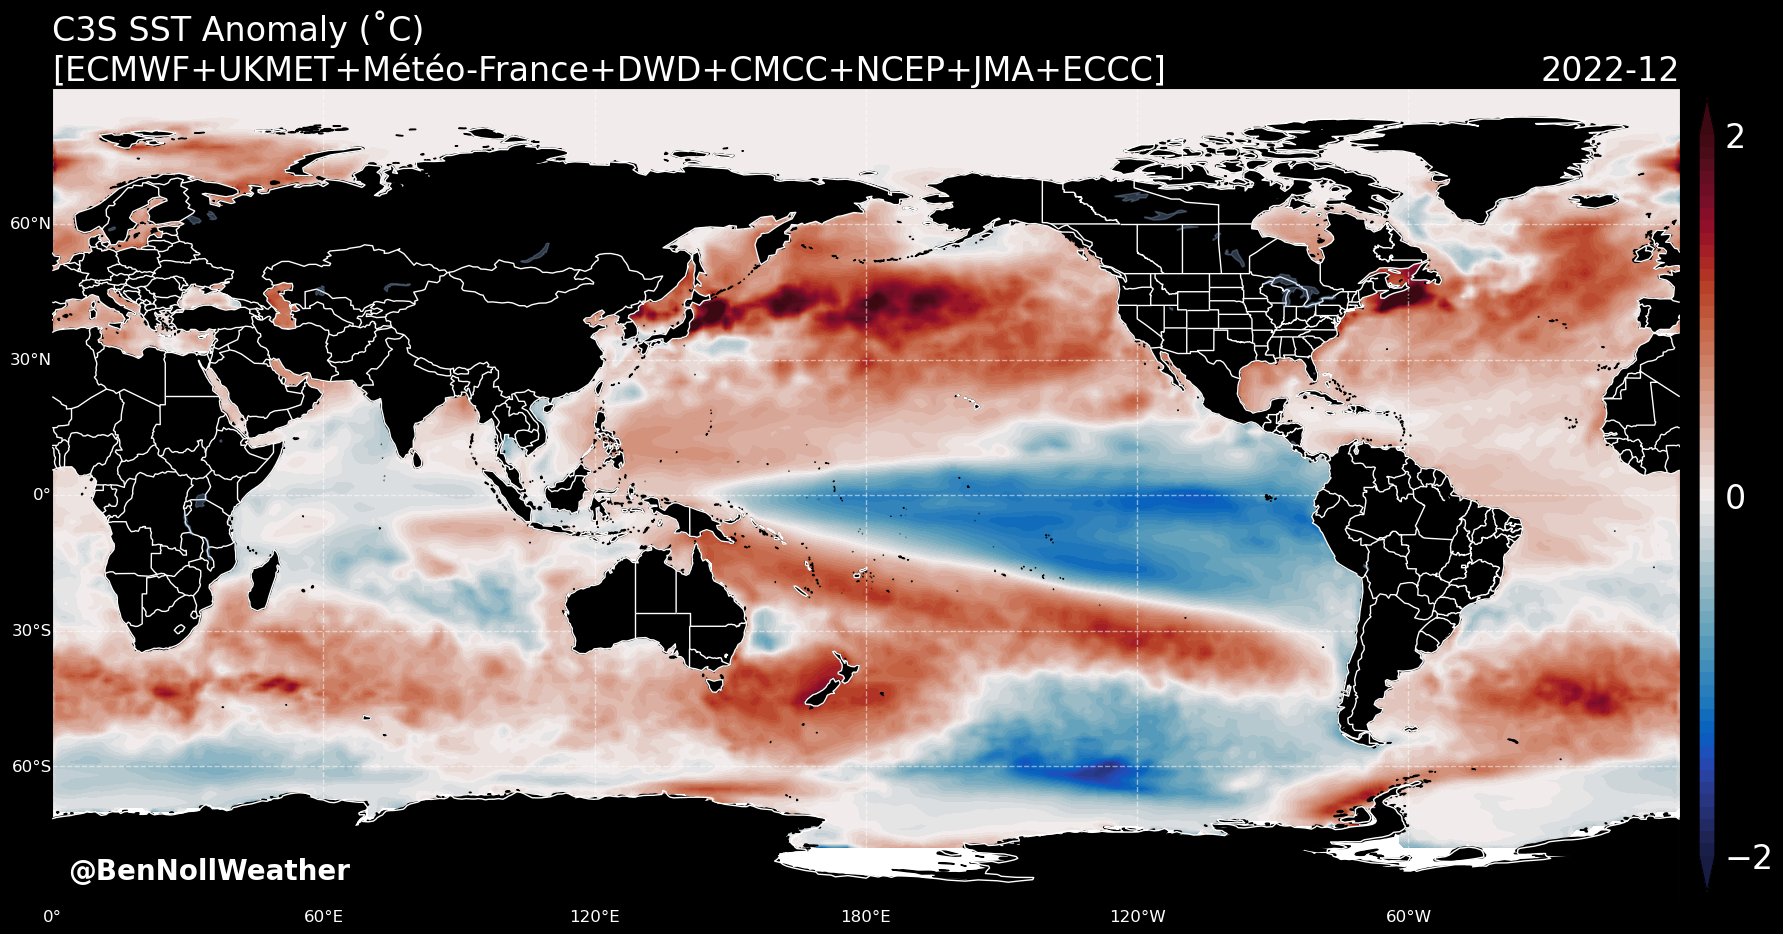 C3S SST Anomaly (˚C)
[ECMWF+UKMET+Météo-France+DWD+CMCC+NCEP+JMA+ECCC]
2022-12
2
0
−2
60°N
30°N
0°
30°S
60°S
@BenNollWeather
0°
60°E
120°E
180°E
120°W
60°W